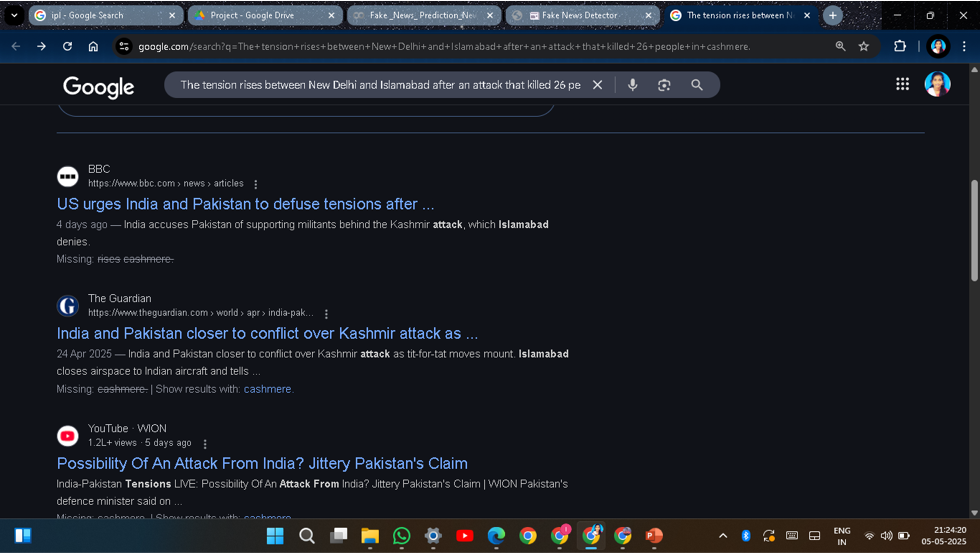 ipl - Google Search
Project - Google Drive
Fake _News_ Prediction_Nev
Fake News Detector
The tension rises between N
google.com/search?q=The+tension+rises+between+New+Delhi+and+Islamabad+after+an+attack+that+killed+26+people+in+cashmere.
Google
The tension rises between New Delhi and Islamabad after an attack that killed 26 pe
BBC
https://www.bbc.com › news › articles
US urges India and Pakistan to defuse tensions after ...
4 days ago — India accuses Pakistan of supporting militants behind the Kashmir attack, which Islamabad
denies.
Missing: rises cashmere.
The Guardian
https://www.theguardian.com › world › apr › india-pak...
India and Pakistan closer to conflict over Kashmir attack as ...
24 Apr 2025 — India and Pakistan closer to conflict over Kashmir attack as tit-for-tat moves mount. Islamabad
closes airspace to Indian aircraft and tells ...
Missing: cashmere. | Show results with: cashmere.
YouTube · WION
1.2L+ views · 5 days ago
Possibility Of An Attack From India? Jittery Pakistan's Claim
India-Pakistan Tensions LIVE: Possibility Of An Attack From India? Jittery Pakistan's Claim | WION Pakistan's
defence minister said on ...
Missing: cashmere. | Show results with: cashmere.
ENG
IN
21:24:20
05-05-2025